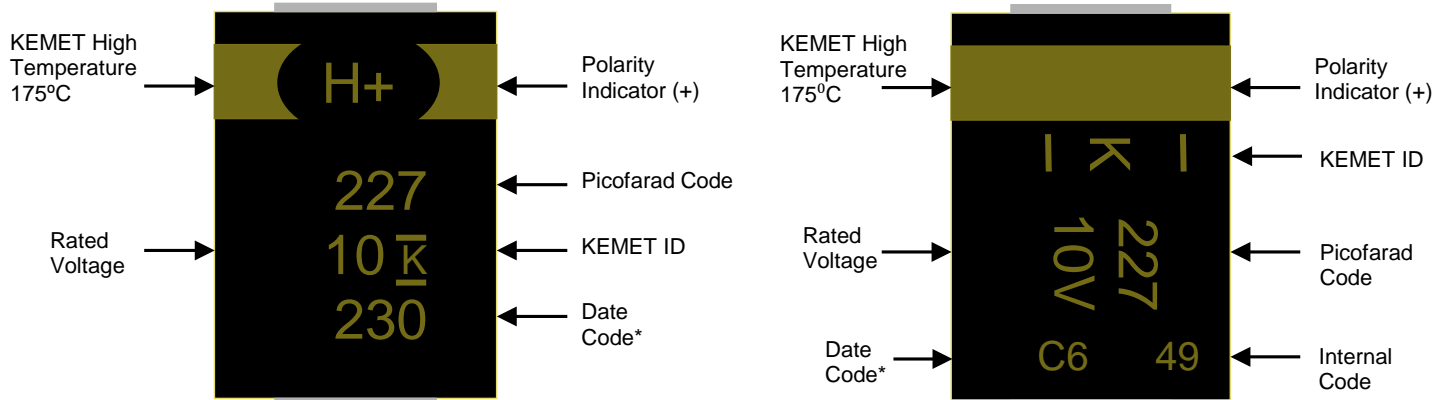 KEMET High
Temperature
175ºC
H+
Polarity
Indicator (+)
227
Picofarad Code
Rated
Voltage
10 K
KEMET ID
230
Date
Code*
KEMET High
Temperature
175⁰C
Polarity
Indicator (+)
K
KEMET ID
Rated
Voltage
227
10V
Picofarad
Code
Date
Code*
C6
49
Internal
Code